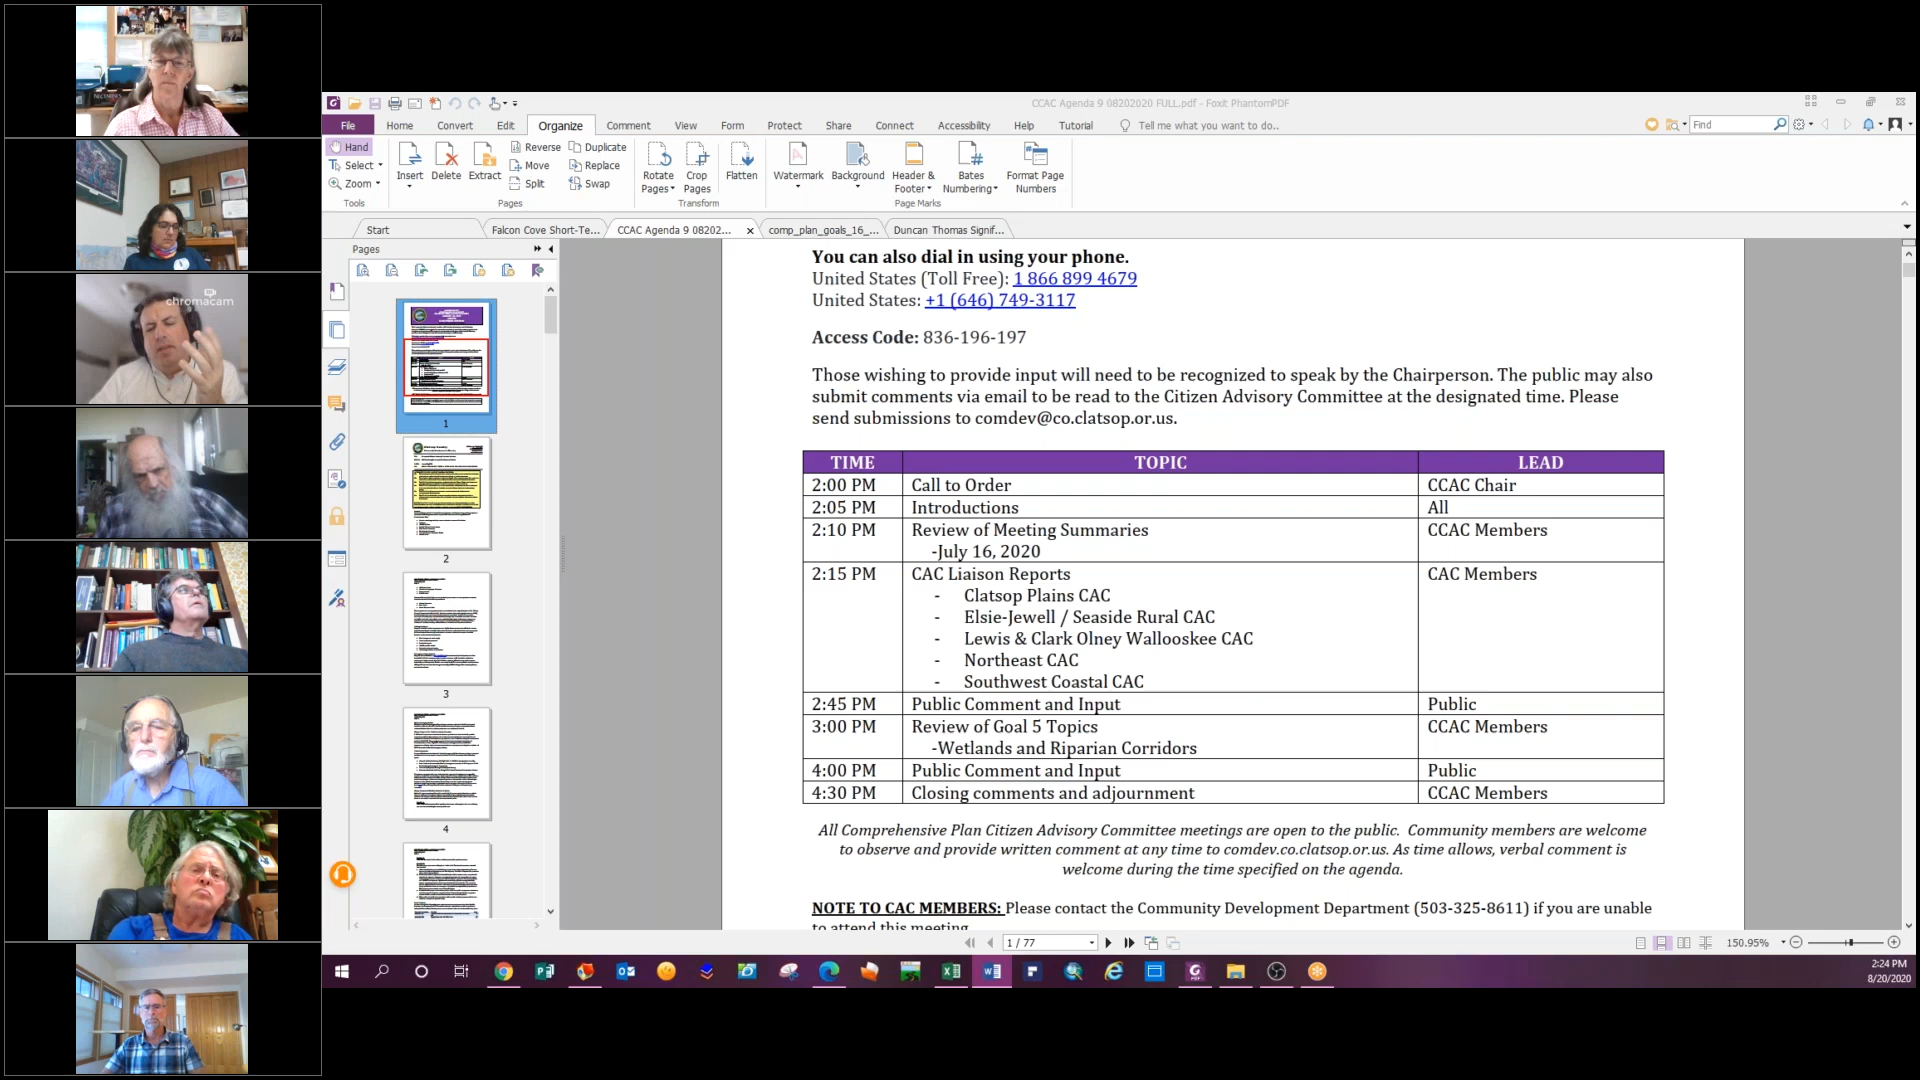 chromacam
CCAC Agenda 9 08202020 FULL.pdf - Foxit PhantomPDF
File
Home
Convert
Edit
Organize
Comment
View
Form
Protect
Share
Connect
Accessibility
Help
Tutorial
Tell me what you want to do..
Find
Hand
Select
Zoom
Tools
Insert
Delete
Extract
Reverse
Move
Split
Duplicate
Replace
Swap
Pages
Rotate
Pages
Crop
Pages
Flatten
Transform
Watermark
Background
Header &
Footer
Bates
Numbering
Format Page
Numbers
Page Marks
Start
Falcon Cove Short-Te...
CCAC Agenda 9 08202...
comp_plan_goals_16_...
Duncan Thomas Signif...
Pages
1
2
3
4
You can also dial in using your phone.
United States (Toll Free): 1 866 899 4679
United States: +1 (646) 749-3117
Access Code: 836-196-197
Those wishing to provide input will need to be recognized to speak by the Chairperson. The public may also
submit comments via email to be read to the Citizen Advisory Committee at the designated time. Please
send submissions to comdev@co.clatsop.or.us.
TIME TOPIC LEAD
2:00 PM Call to Order CCAC Chair
2:05 PM Introductions All
2:10 PM Review of Meeting Summaries CCAC Members
-July 16, 2020
2:15 PM CAC Liaison Reports CAC Members
- Clatsop Plains CAC
- Elsie-Jewell / Seaside Rural CAC
- Lewis & Clark Olney Wallooskee CAC
- Northeast CAC
- Southwest Coastal CAC
2:45 PM Public Comment and Input Public
3:00 PM Review of Goal 5 Topics CCAC Members
-Wetlands and Riparian Corridors
4:00 PM Public Comment and Input Public
4:30 PM Closing comments and adjournment CCAC Members
All Comprehensive Plan Citizen Advisory Committee meetings are open to the public. Community members are welcome
to observe and provide written comment at any time to comdev.co.clatsop.or.us. As time allows, verbal comment is
welcome during the time specified on the agenda.
NOTE TO CAC MEMBERS: Please contact the Community Development Department (503-325-8611) if you are unable
to attend this meeting
1 / 77
150.95%
2:24 PM
8/20/2020